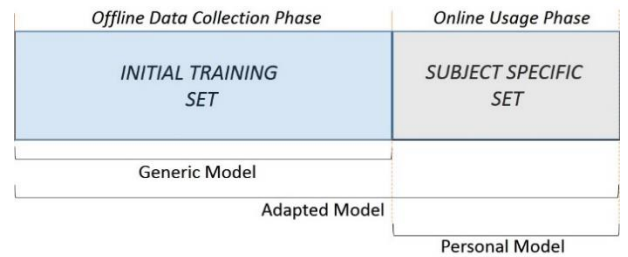 Offline Data Collection Phase
Online Usage Phase
INITIAL TRAINING
SET
SUBJECT SPECIFIC
SET
Generic Model
Adapted Model
Personal Model